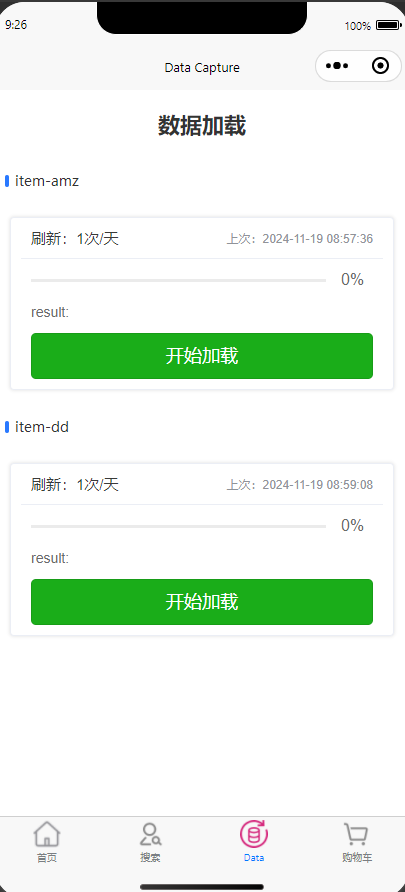 9:26
100%
Data Capture
数据加载
item-amz
刷新：1次/天 上次：2024-11-19 08:57:36
0%
result:
开始加载
item-dd
刷新：1次/天 上次：2024-11-19 08:59:08
0%
result:
开始加载
首页 搜索 Data 购物车